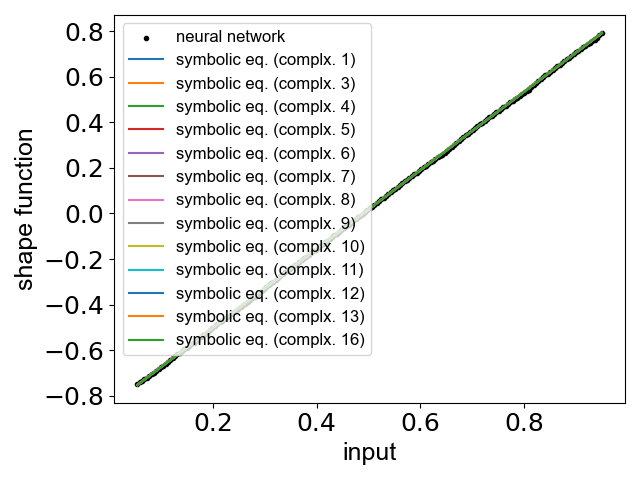 0.8
0.6
0.4
0.2
0.0
−0.2
−0.4
−0.6
−0.8
shape function
neural network
symbolic eq. (complx. 1)
symbolic eq. (complx. 3)
symbolic eq. (complx. 4)
symbolic eq. (complx. 5)
symbolic eq. (complx. 6)
symbolic eq. (complx. 7)
symbolic eq. (complx. 8)
symbolic eq. (complx. 9)
symbolic eq. (complx. 10)
symbolic eq. (complx. 11)
symbolic eq. (complx. 12)
symbolic eq. (complx. 13)
symbolic eq. (complx. 16)
0.2 0.4 0.6 0.8
input